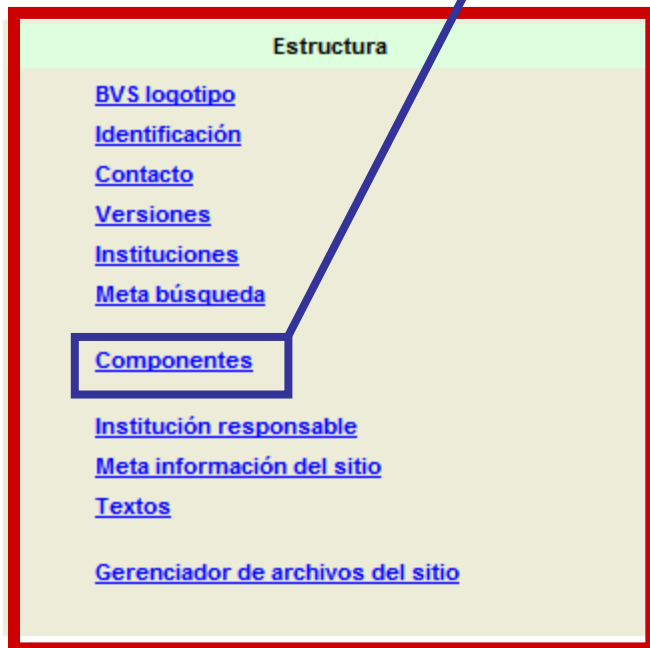 Estructura
BVS logotipo
Identificación
Contacto
Versiones
Instituciones
Meta búsqueda
Componentes
Institución responsable
Meta información del sitio
Textos
Gerenciador de archivos del sitio